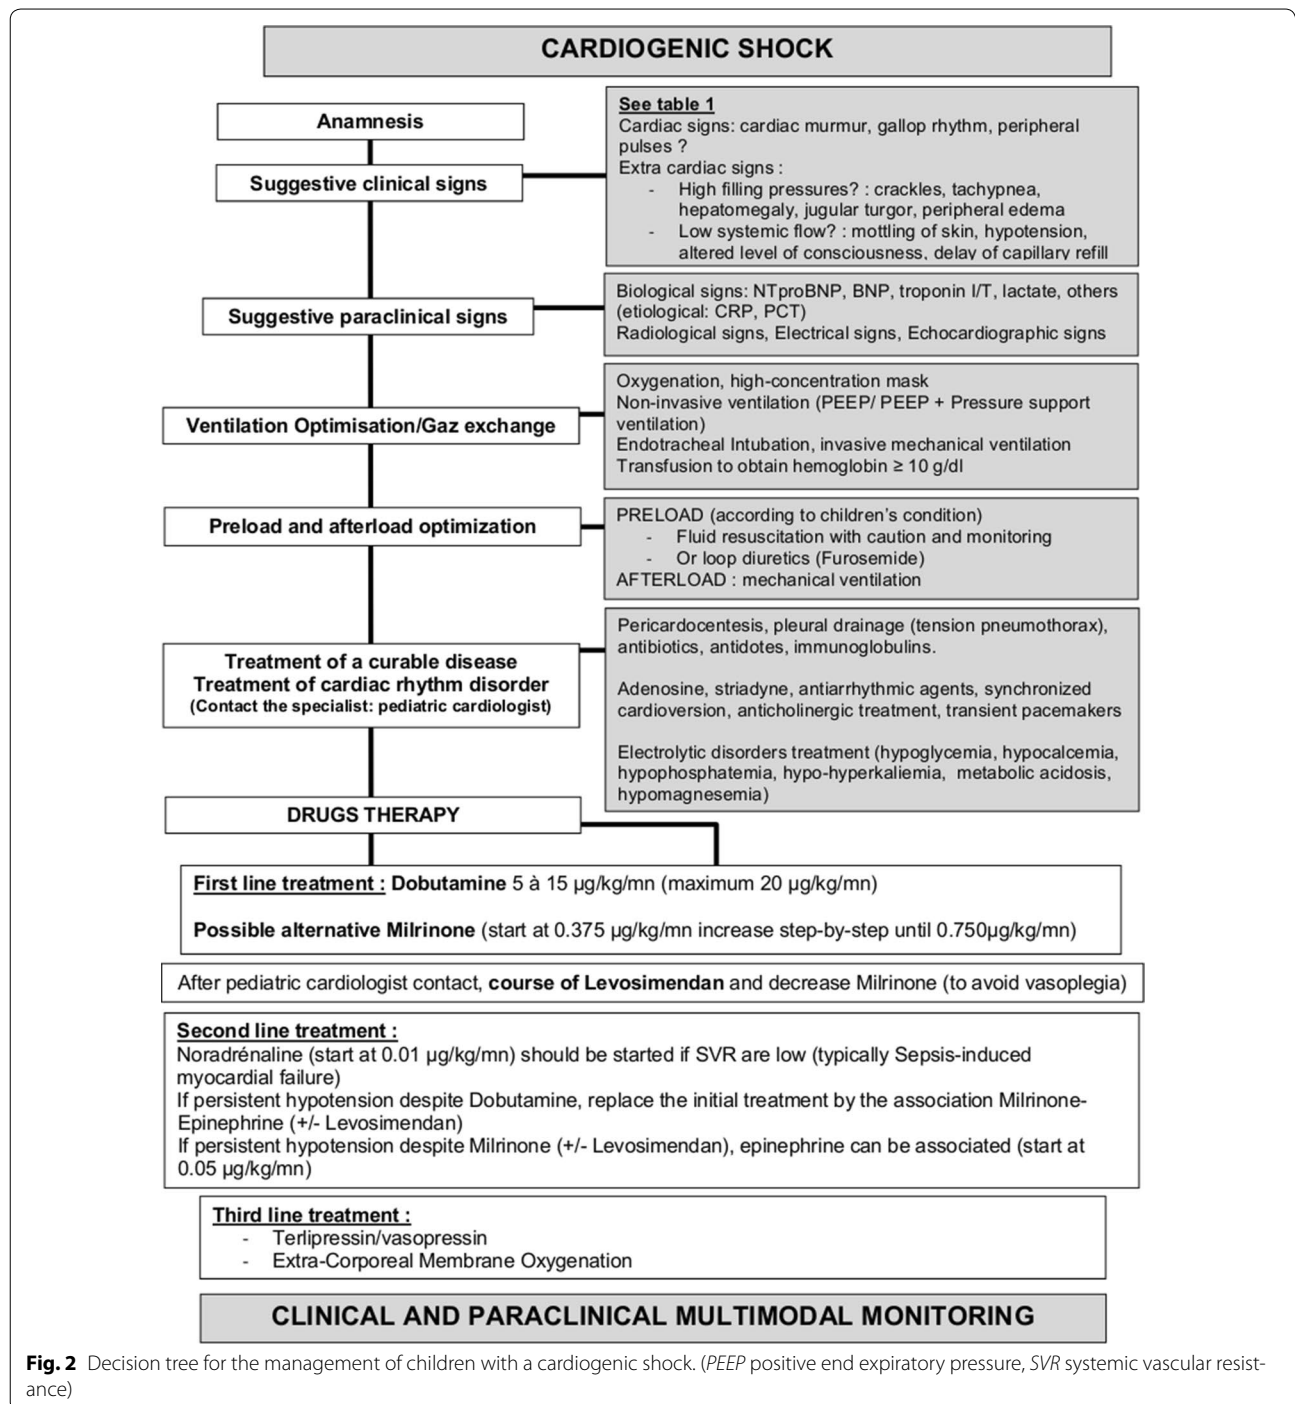 CARDIOGENIC SHOCK
Anamnesis
Suggestive clinical signs
See table 1
Cardiac signs: cardiac murmur, gallop rhythm, peripheral
pulses ?
Extra cardiac signs :
- High filling pressures? : crackles, tachypnea,
hepatomegaly, jugular turgor, peripheral edema
- Low systemic flow? : mottling of skin, hypotension,
altered level of consciousness, delay of capillary refill
Suggestive paraclinical signs
Biological signs: NTproBNP, BNP, troponin I/T, lactate, others
(etiological: CRP, PCT)
Radiological signs, Electrical signs, Echocardiographic signs
Ventilation Optimisation/Gaz exchange
Oxygenation, high-concentration mask
Non-invasive ventilation (PEEP/ PEEP + Pressure support
ventilation)
Endotracheal Intubation, invasive mechanical ventilation
Transfusion to obtain hemoglobin ≥ 10 g/dl
Preload and afterload optimization
PRELOAD (according to children's condition)
- Fluid resuscitation with caution and monitoring
- Or loop diuretics (Furosemide)
AFTERLOAD : mechanical ventilation
Treatment of a curable disease
Treatment of cardiac rhythm disorder
(Contact the specialist: pediatric cardiologist)
Pericardocentesis, pleural drainage (tension pneumothorax),
antibiotics, antidotes, immunoglobulins.
Adenosine, striadyne, antiarrhythmic agents, synchronized
cardioversion, anticholinergic treatment, transient pacemakers
Electrolytic disorders treatment (hypoglycemia, hypocalcemia,
hypophosphatemia, hypo-hyperkaliemia, metabolic acidosis,
hypomagnesemia)
DRUGS THERAPY
First line treatment : Dobutamine 5 à 15 µg/kg/mn (maximum 20 µg/kg/mn)
Possible alternative Milrinone (start at 0.375 µg/kg/mn increase step-by-step until 0.750µg/kg/mn)
After pediatric cardiologist contact, course of Levosimendan and decrease Milrinone (to avoid vasoplegia)
Second line treatment :
Noradrénaline (start at 0.01 µg/kg/mn) should be started if SVR are low (typically Sepsis-induced
myocardial failure)
If persistent hypotension despite Dobutamine, replace the initial treatment by the association Milrinone-
Epinephrine (+/- Levosimendan)
If persistent hypotension despite Milrinone (+/- Levosimendan), epinephrine can be associated (start at
0.05 µg/kg/mn)
Third line treatment :
- Terlipressin/vasopressin
- Extra-Corporeal Membrane Oxygenation
CLINICAL AND PARACLINICAL MULTIMODAL MONITORING
Fig. 2 Decision tree for the management of children with a cardiogenic shock. (PEEP positive end expiratory pressure, SVR systemic vascular resist-
ance)